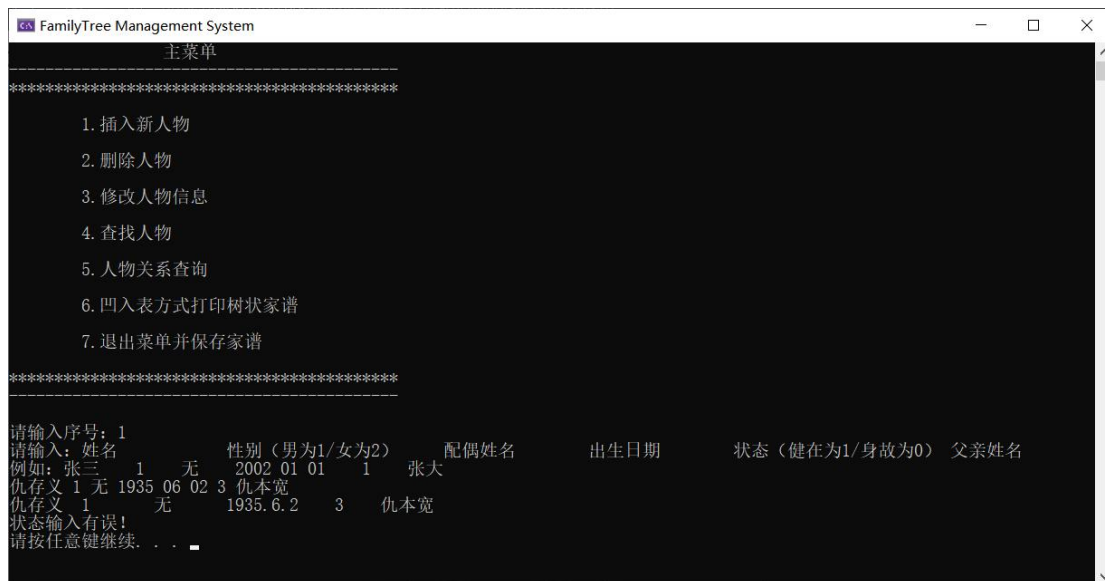 FamilyTree Management System
主菜单
-------------------------------------------
*******************************************
1.插入新人物
2.删除人物
3.修改人物信息
4.查找人物
5.人物关系查询
6.凹入表方式打印树状家谱
7.退出菜单并保存家谱
*******************************************
-------------------------------------------
请输入序号：1
请输入：姓名 性别（男为1/女为2） 配偶姓名 出生日期 状态（健在为1/身故为0） 父亲姓名
例如：张三 1 无 2002 01 01 1 张大
仇存义 1 无 1935 06 02 3 仇本宽
仇存义 1 无 1935.6.2 3 仇本宽
状态输入有误！
请按任意键继续. . .